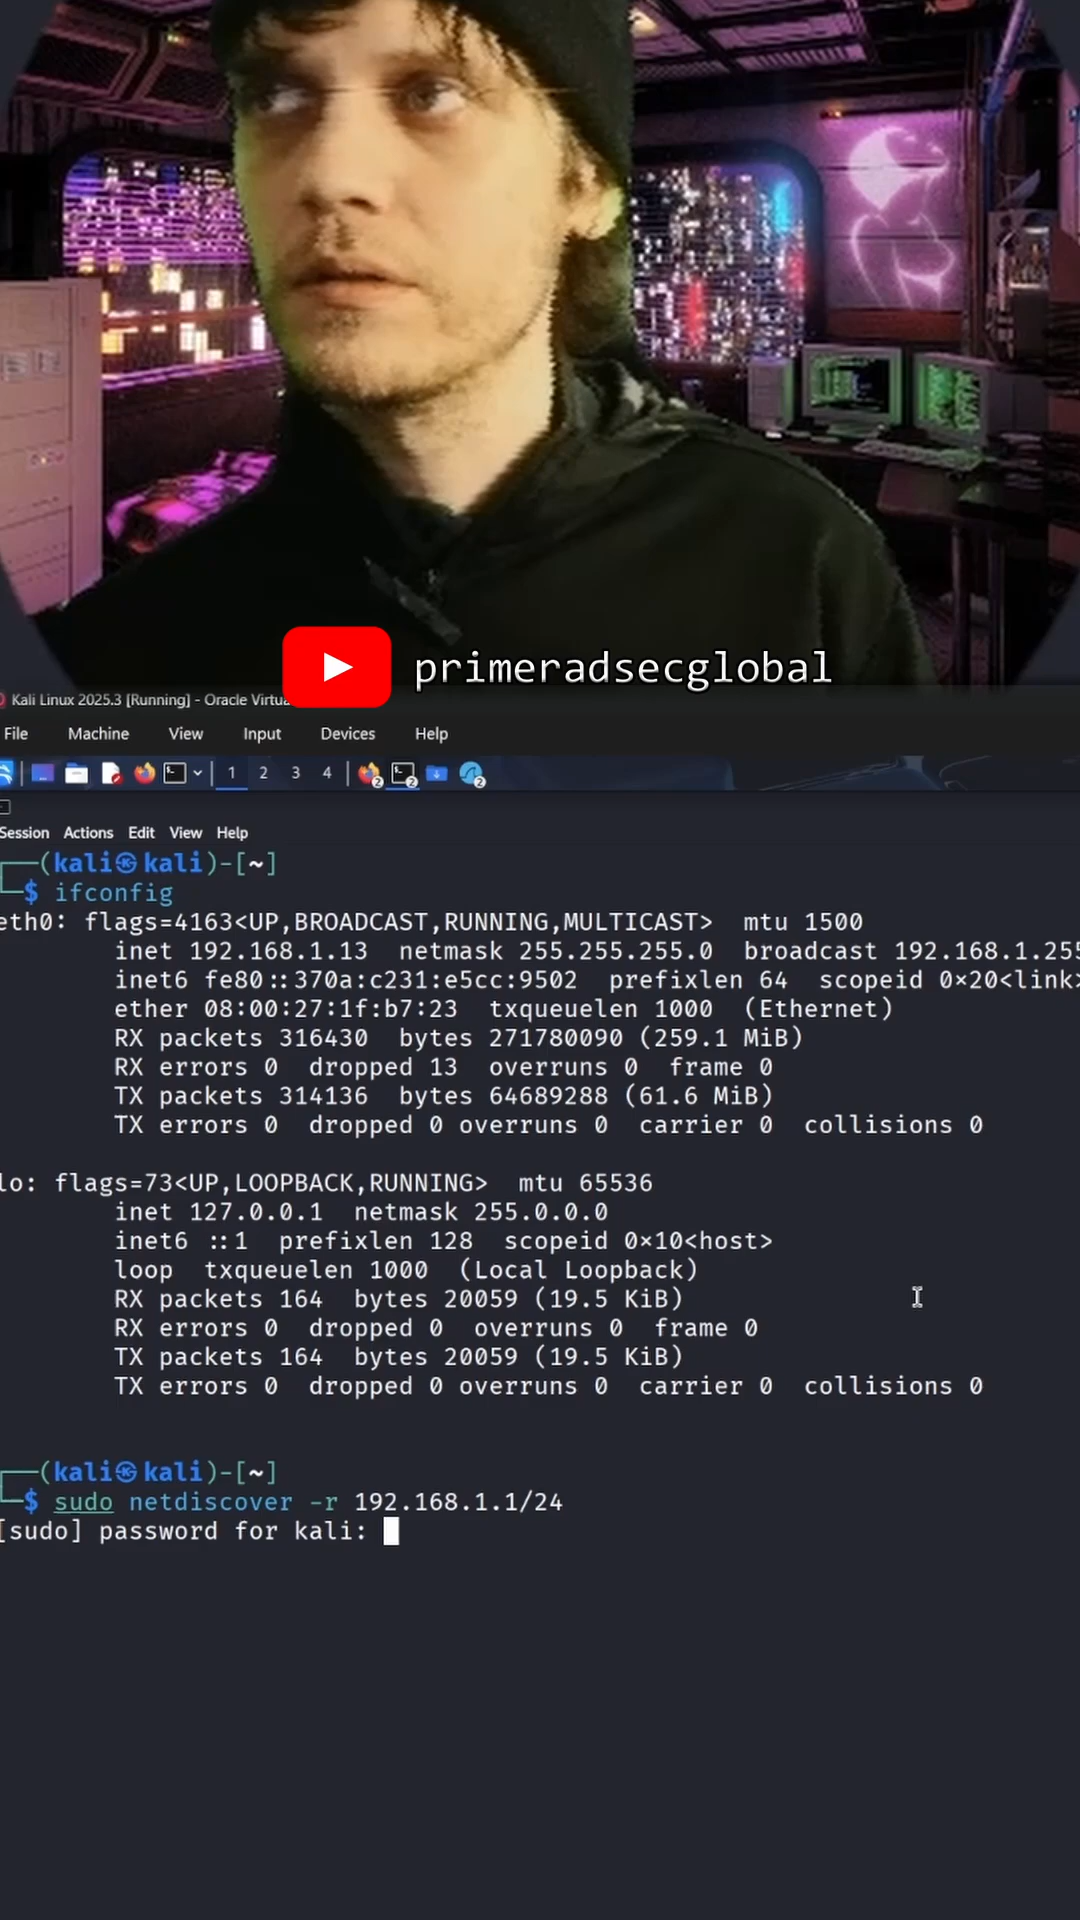 primeradsecglobal
Kali Linux 2025.3 [Running] - Oracle Virtua
File Machine View Input Devices Help
1 2 3 4
2 2 2
Session Actions Edit View Help
(kali㉿kali)-[~]
$ ifconfig
eth0: flags=4163<UP,BROADCAST,RUNNING,MULTICAST> mtu 1500
inet 192.168.1.13 netmask 255.255.255.0 broadcast 192.168.1.255
inet6 fe80::370a:c231:e5cc:9502 prefixlen 64 scopeid 0x20<link>
ether 08:00:27:1f:b7:23 txqueuelen 1000 (Ethernet)
RX packets 316430 bytes 271780090 (259.1 MiB)
RX errors 0 dropped 13 overruns 0 frame 0
TX packets 314136 bytes 64689288 (61.6 MiB)
TX errors 0 dropped 0 overruns 0 carrier 0 collisions 0
lo: flags=73<UP,LOOPBACK,RUNNING> mtu 65536
inet 127.0.0.1 netmask 255.0.0.0
inet6 ::1 prefixlen 128 scopeid 0x10<host>
loop txqueuelen 1000 (Local Loopback)
RX packets 164 bytes 20059 (19.5 KiB)
RX errors 0 dropped 0 overruns 0 frame 0
TX packets 164 bytes 20059 (19.5 KiB)
TX errors 0 dropped 0 overruns 0 carrier 0 collisions 0
(kali㉿kali)-[~]
$ sudo netdiscover -r 192.168.1.1/24
[sudo] password for kali: